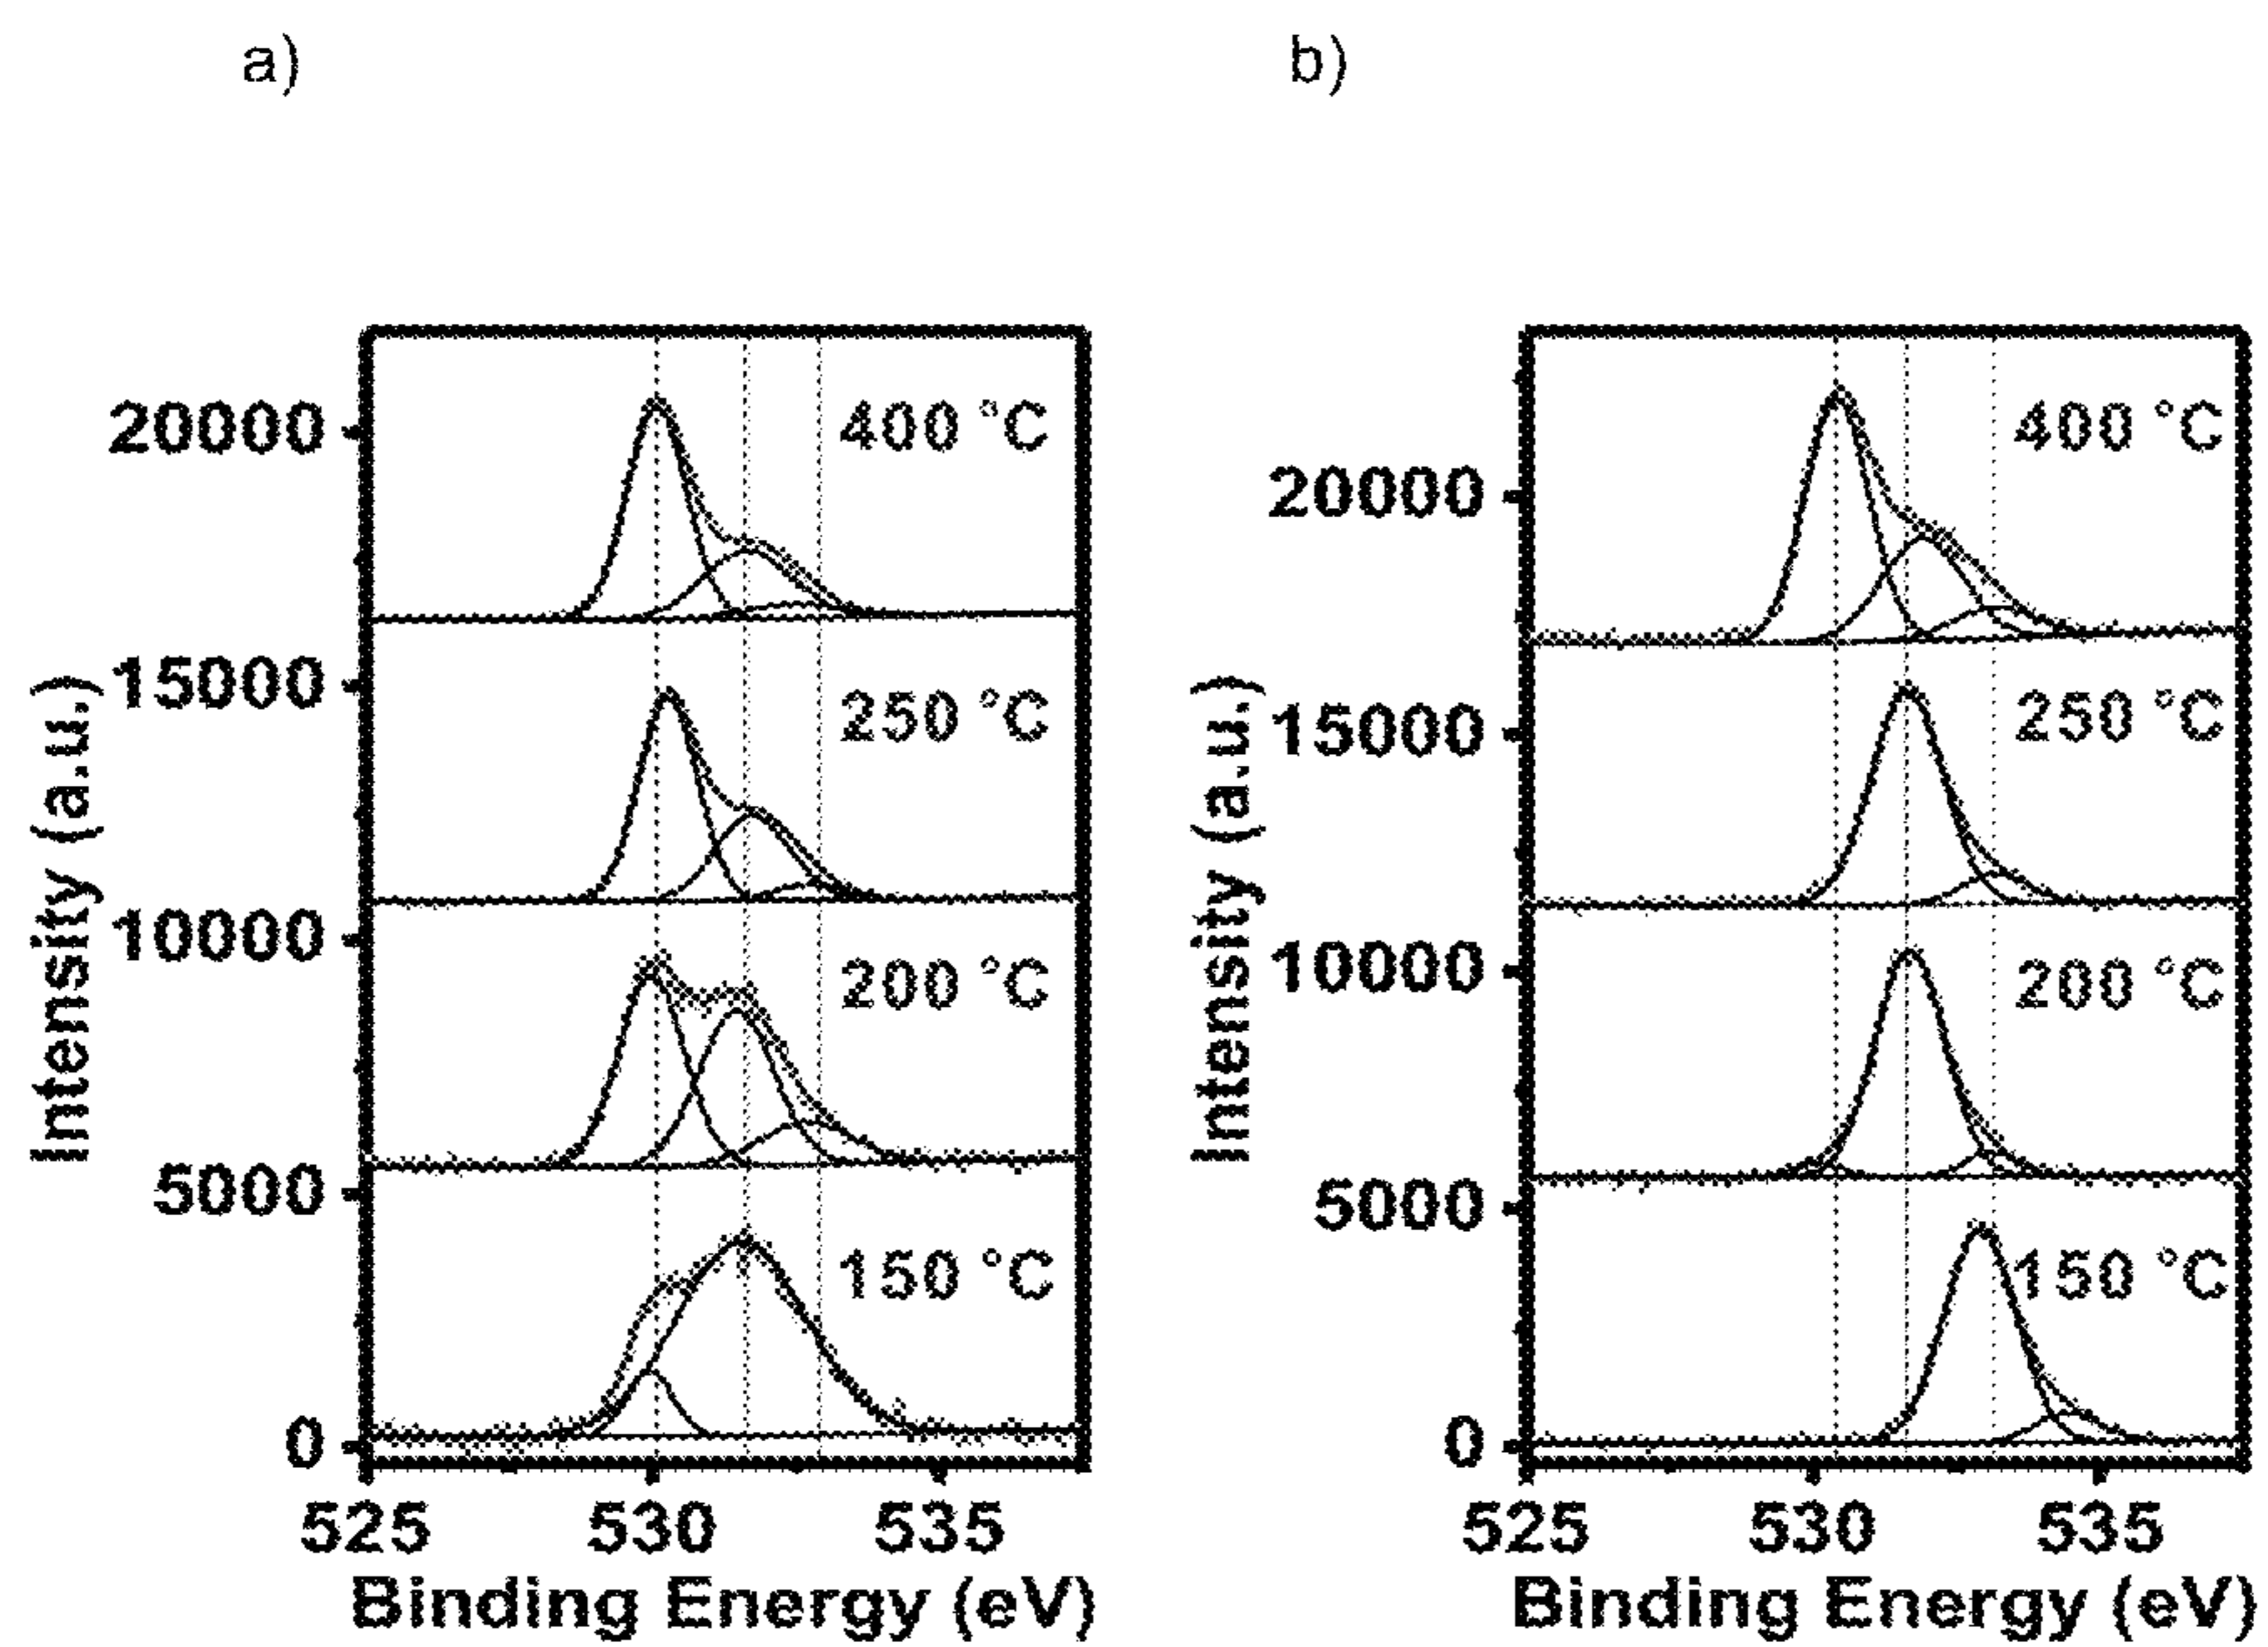 a)
b)
20000
15000
10000
5000
0
Intensity (a.u.)
400 °C
250 °C
200 °C
150 °C
525 530 535
Binding Energy (eV)
20000
15000
10000
5000
0
Intensity (a.u.)
400 °C
250 °C
200 °C
150 °C
525 530 535
Binding Energy (eV)